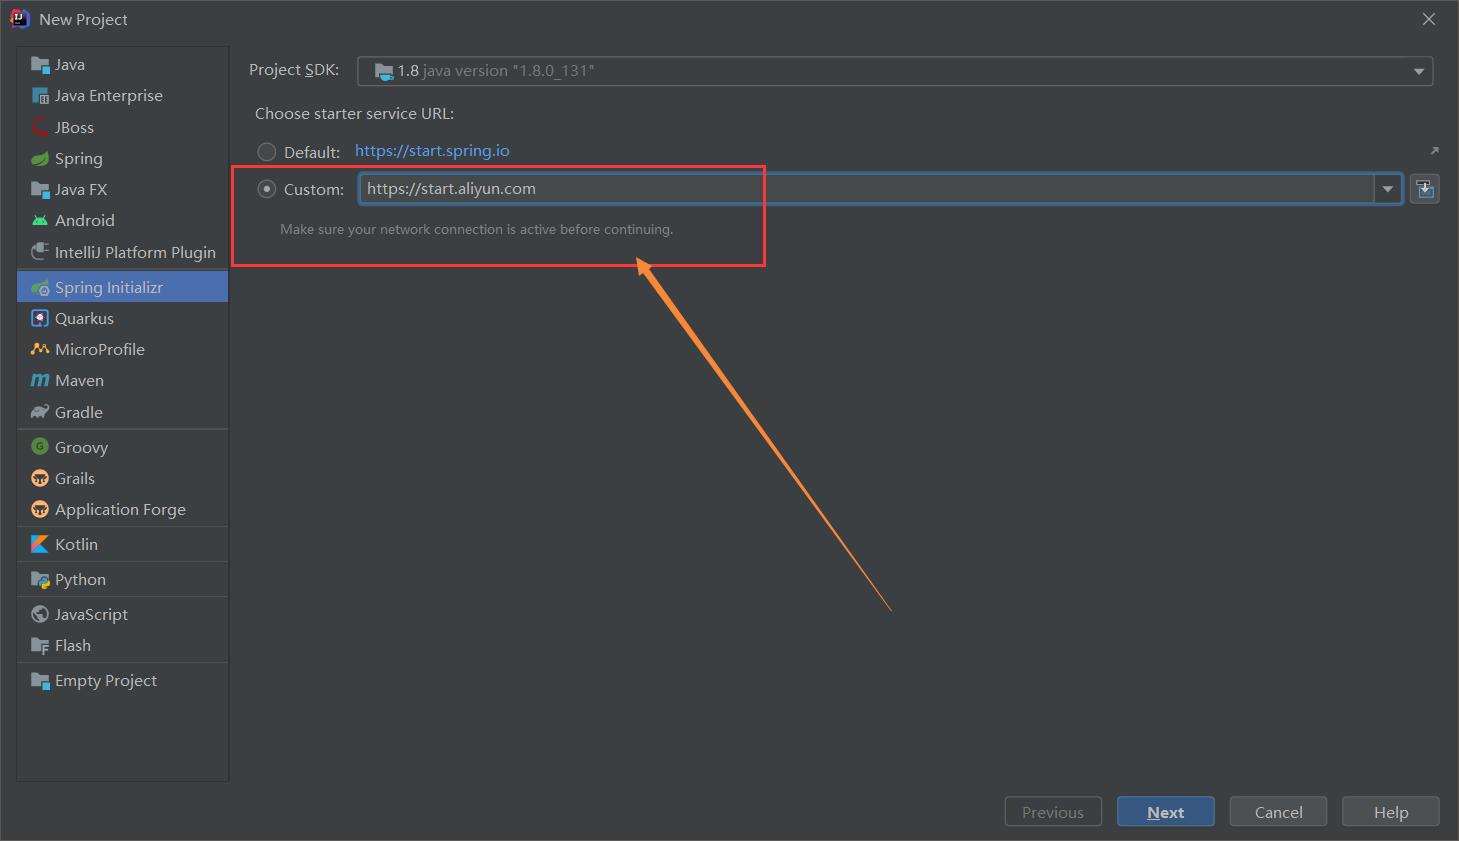 New Project
Java
Java Enterprise
JBoss
Spring
Java FX
Android
IntelliJ Platform Plugin
Spring Initializr
Quarkus
MicroProfile
Maven
Gradle
Groovy
Grails
Application Forge
Kotlin
Python
JavaScript
Flash
Empty Project
Project SDK: 1.8 java version "1.8.0_131"
Choose starter service URL:
Default: https://start.spring.io
Custom: https://start.aliyun.com
Make sure your network connection is active before continuing.
Previous Next Cancel Help